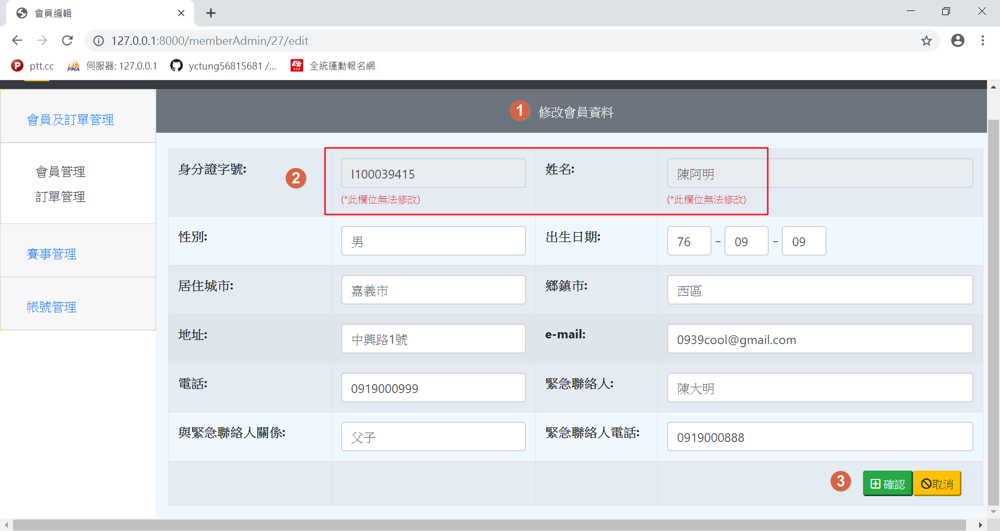 會員編輯
127.0.0.1:8000/memberAdmin/27/edit
ptt.cc
PMA
伺服器: 127.0.0.1
yctung56815681 /...
全統運動報名網
會員及訂單管理
會員管理
訂單管理
賽事管理
帳號管理
1 修改會員資料
身分證字號: 2 I100039415 姓名: 陳阿明
(*此欄位無法修改) (*此欄位無法修改)
性別: 男 出生日期: 76 - 09 - 09
居住城市: 嘉義市 鄉鎮市: 西區
地址: 中興路1號 e-mail: 0939cool@gmail.com
電話: 0919000999 緊急聯絡人: 陳大明
與緊急聯絡人關係: 父子 緊急聯絡人電話: 0919000888
3 確認 取消